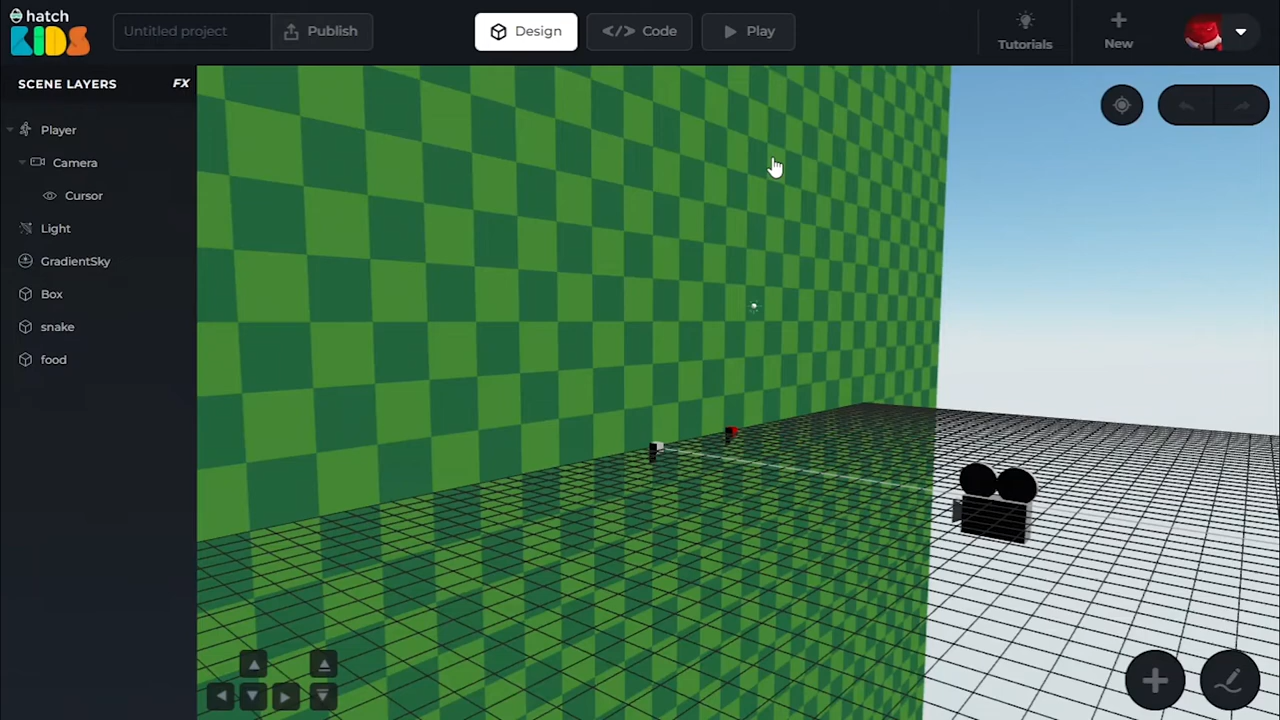 hatch
KIDS
Untitled project
Publish
Design
</> Code
Play
Tutorials
New
SCENE LAYERS
FX
Player
Camera
Cursor
Light
GradientSky
Box
snake
food